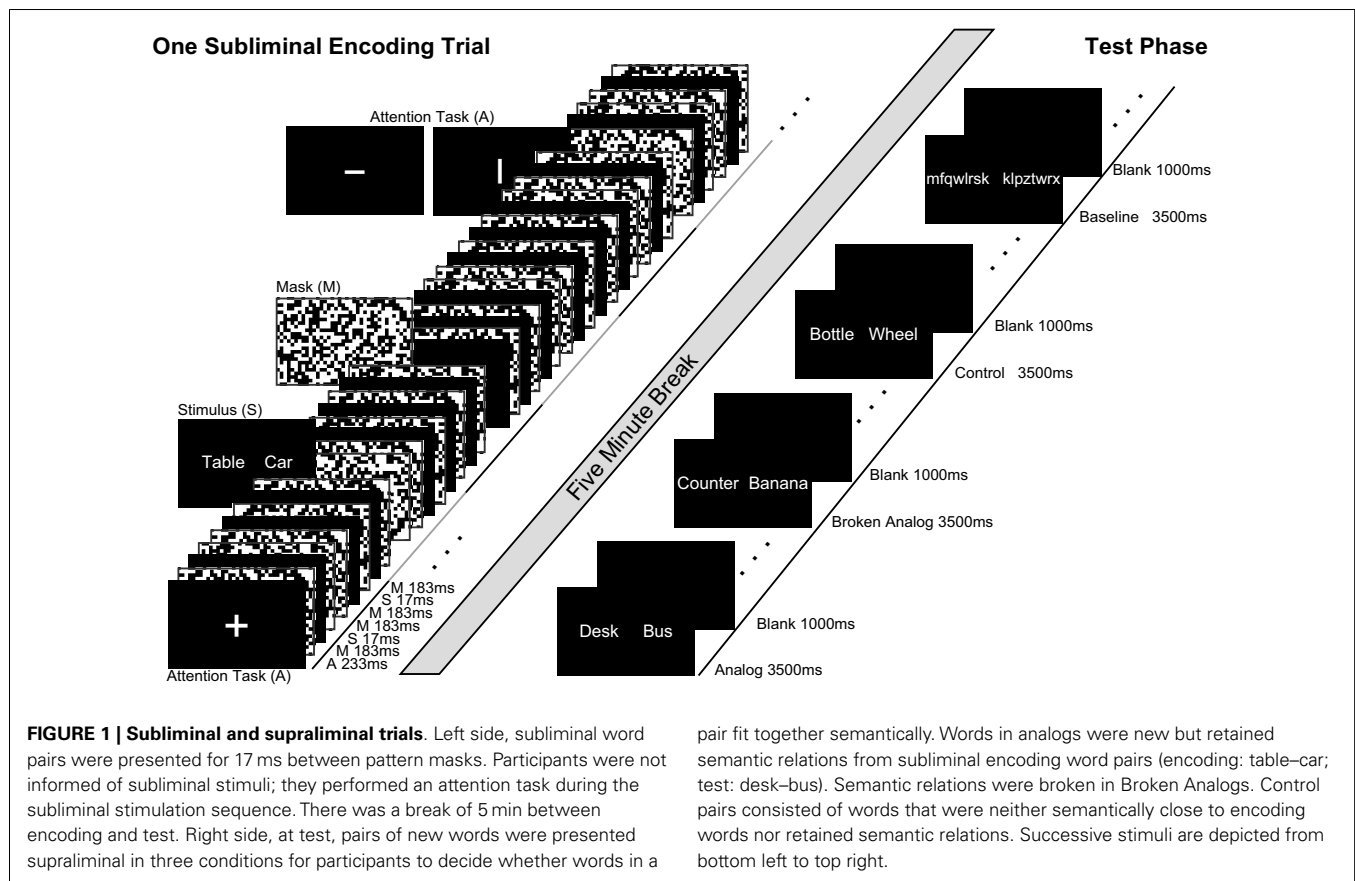 One Subliminal Encoding Trial
Test Phase
Attention Task (A)
Mask (M)
Stimulus (S)
Table Car
Attention Task (A)
M 183ms
S 17ms
M 183ms
M 183ms
S 17ms
M 183ms
A 233ms
Five Minute Break
mfqwlrsk klpztwrx
Blank 1000ms
Baseline 3500ms
Bottle Wheel
Blank 1000ms
Control 3500ms
Counter Banana
Blank 1000ms
Broken Analog 3500ms
Desk Bus
Blank 1000ms
Analog 3500ms
FIGURE 1 | Subliminal and supraliminal trials. Left side, subliminal word
pairs were presented for 17 ms between pattern masks. Participants were not
informed of subliminal stimuli; they performed an attention task during the
subliminal stimulation sequence. There was a break of 5 min between
encoding and test. Right side, at test, pairs of new words were presented
supraliminal in three conditions for participants to decide whether words in a
pair fit together semantically. Words in analogs were new but retained
semantic relations from subliminal encoding word pairs (encoding: table–car;
test: desk–bus). Semantic relations were broken in Broken Analogs. Control
pairs consisted of words that were neither semantically close to encoding
words nor retained semantic relations. Successive stimuli are depicted from
bottom left to top right.